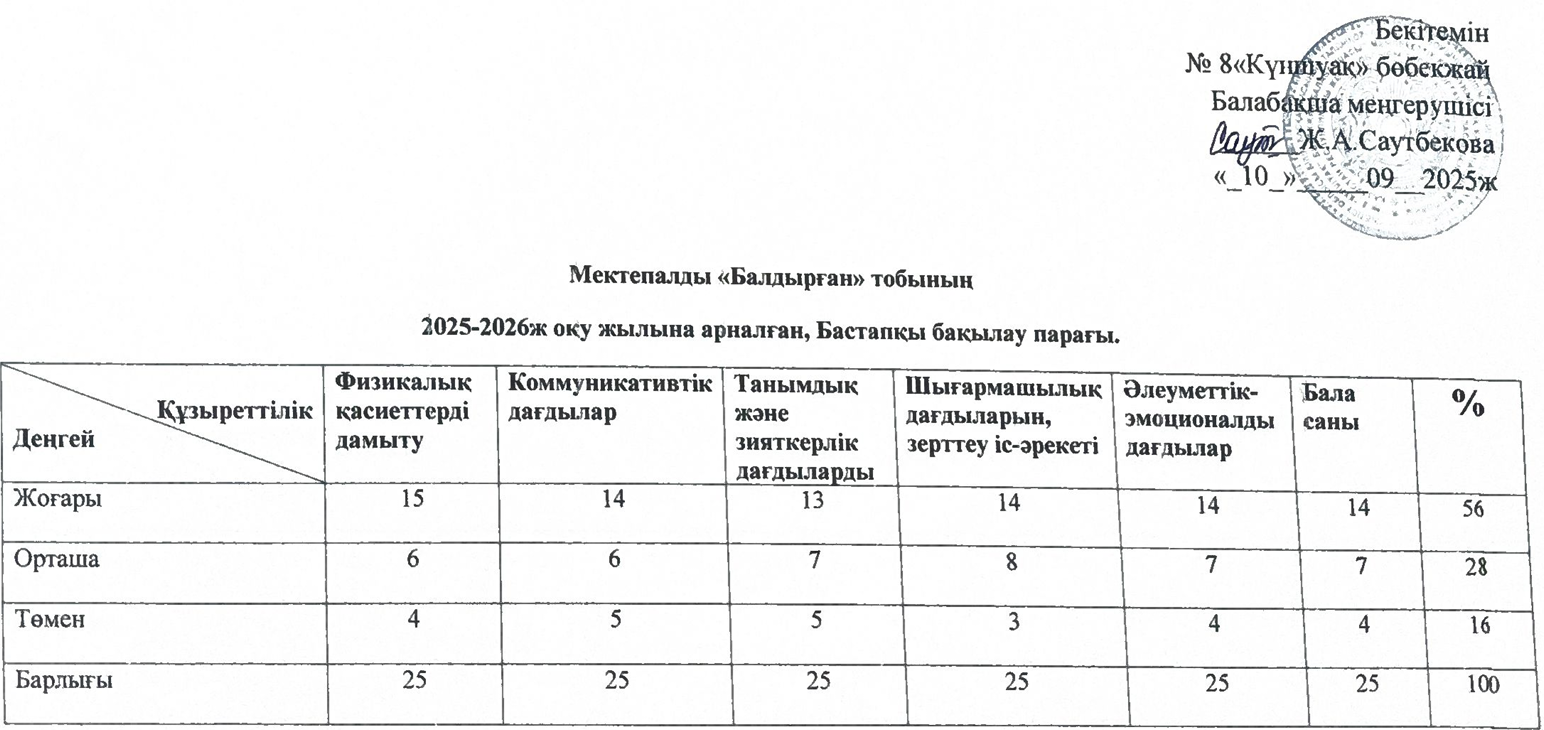 Бекітемін
№ 8«Күншуақ» бөбекжай
Балабақша меңгерушісі
Ж.А.Саутбекова
«_10_»_____09__2025ж
Мектепалды «Балдырған» тобының
2025-2026ж оқу жылына арналған, Бастапқы бақылау парағы.
Құзыреттілік
Деңгей
Физикалық
қасиеттерді
дамыту
Коммуникативтік
дағдылар
Танымдық
және
зияткерлік
дағдыларды
Шығармашылық
дағдыларын,
зерттеу іс-әрекеті
Әлеуметтік-
эмоционалды
дағдылар
Бала
саны
%
Жоғары 15 14 13 14 14 14 56
Орташа 6 6 7 8 7 7 28
Төмен 4 5 5 3 4 4 16
Барлығы 25 25 25 25 25 25 100